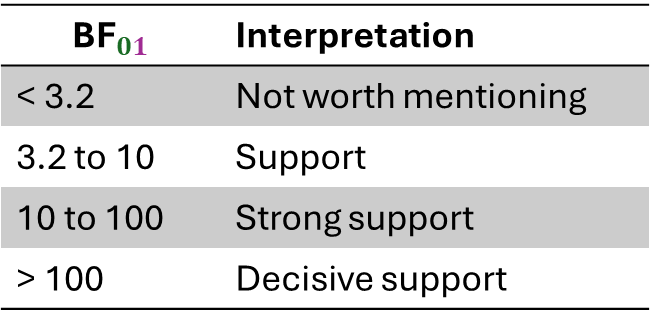 BF01 Interpretation
< 3.2 Not worth mentioning
3.2 to 10 Support
10 to 100 Strong support
> 100 Decisive support